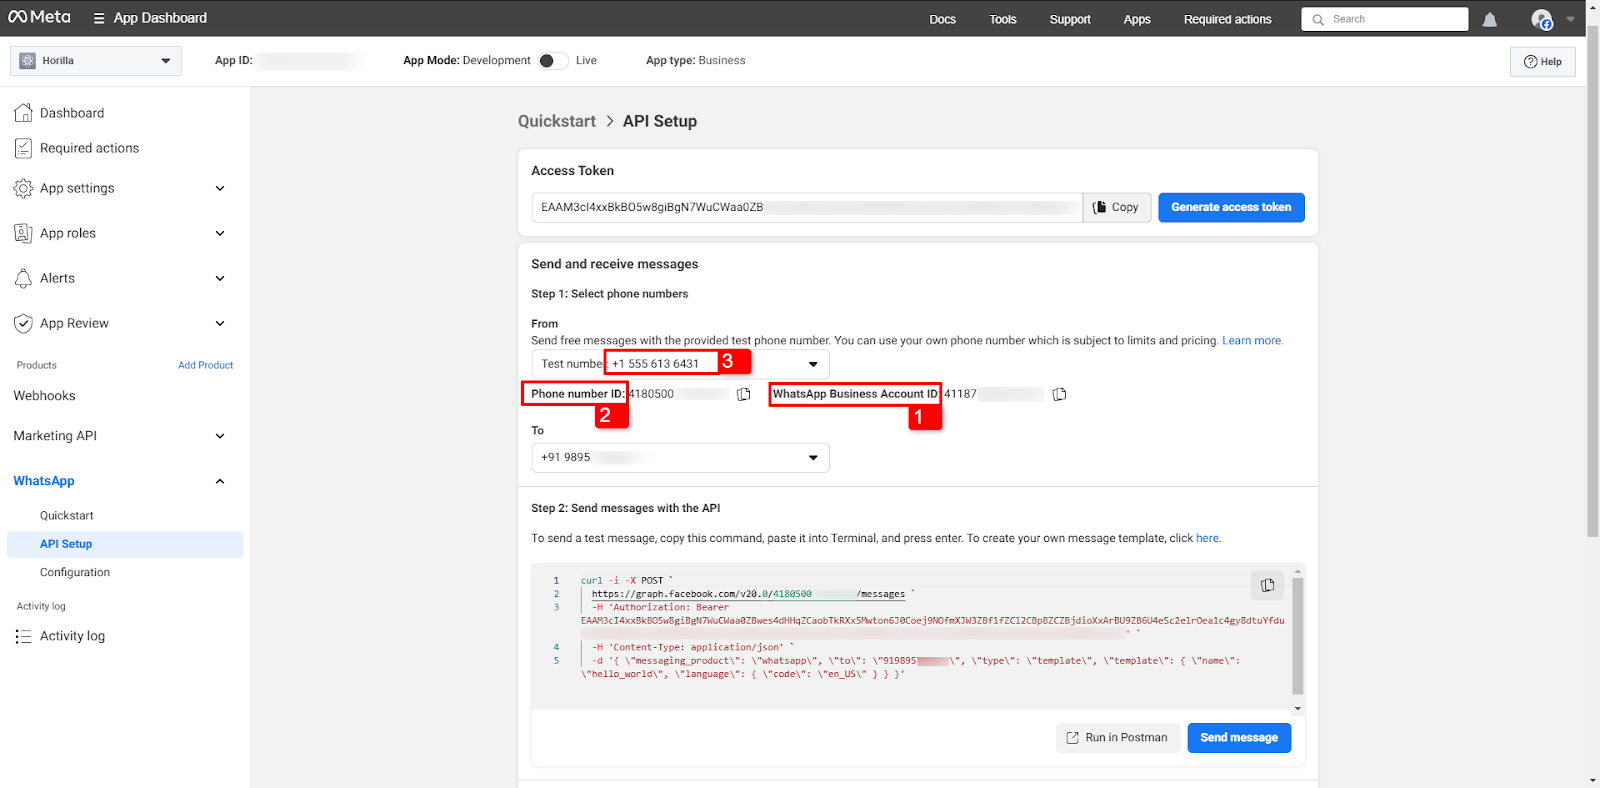 Meta
App Dashboard
Docs
Tools
Support
Apps
Required actions
Search
Horilla
App ID:
App Mode: Development
Live
App type: Business
Help
Dashboard
Required actions
App settings
App roles
Alerts
App Review
Products
Add Product
Webhooks
Marketing API
WhatsApp
Quickstart
API Setup
Configuration
Activity log
Activity log
Quickstart > API Setup
Access Token
EAAM3cI4xxBkBO5w8giBgN7WuCWaa0ZB
Copy
Generate access token
Send and receive messages
Step 1: Select phone numbers
From
Send free messages with the provided test phone number. You can use your own phone number which is subject to limits and pricing. Learn more.
Test number: +1 555 613 6431
3
Phone number ID: 4180500
WhatsApp Business Account ID: 41187
2
1
To
+91 9895
Step 2: Send messages with the API
To send a test message, copy this command, paste it into Terminal, and press enter. To create your own message template, click here.
1 curl -i -X POST `
2 https://graph.facebook.com/v20.0/4180500 /messages `
3 -H 'Authorization: Bearer
EAAM3cI4xxBkBO5w8giBgN7WuCWaa0ZBwes4dHHqZCaobTkRXx5Mwton6J0Coej9NOfmXJW3ZBf1fZCl2CBpBZCZBjdioXxArBU9ZB6U4eSc2elrOea1c4gy8dtuYfdu
' `
4 -H 'Content-Type: application/json' `
5 -d '{ \"messaging_product\": \"whatsapp\", \"to\": \"919895 \", \"type\": \"template\", \"template\": { \"name\":
\"hello_world\", \"language\": { \"code\": \"en_US\" } } }'
Run in Postman
Send message